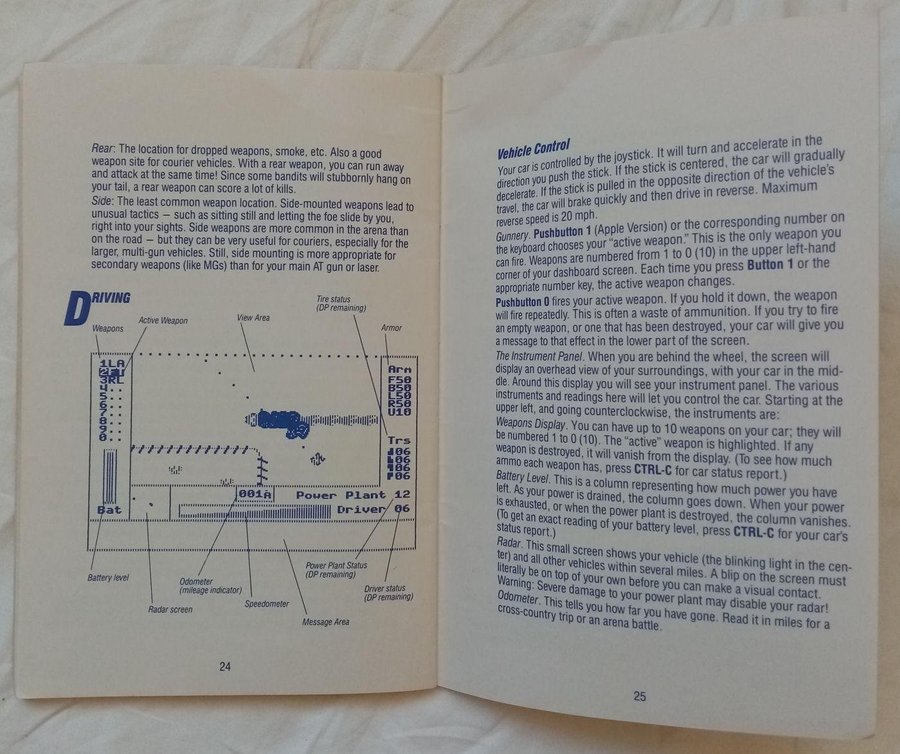 Rear: The location for dropped weapons, smoke, etc. Also a good
weapon site for courier vehicles. With a rear weapon, you can run away
and attack at the same time! Since some bandits will stubbornly hang on
your tail, a rear weapon can score a lot of kills.
Side: The least common weapon location. Side-mounted weapons lead to
unusual tactics — such as sitting still and letting the foe slide by you,
right into your sights. Side weapons are more common in the arena than
on the road — but they can be very useful for couriers, especially for the
larger, multi-gun vehicles. Still, side mounting is more appropriate for
secondary weapons (like MGs) than for your main AT gun or laser.
DRIVING
Weapons
Active Weapon
View Area
Tire status
(DP remaining)
Armor
1LA
2FT
3RL
4..
5..
6..
7..
8..
9..
0..
Bat
Arm
F50
B50
L50
R50
U10
Trs
06
06
06
06
001A
Power Plant 12
Driver 06
Battery level
Radar screen
Odometer
(mileage indicator)
Speedometer
Message Area
Power Plant Status
(DP remaining)
Driver status
(DP remaining)
24
Vehicle Control
Your car is controlled by the joystick. It will turn and accelerate in the
direction you push the stick. If the stick is centered, the car will gradually
decelerate. If the stick is pulled in the opposite direction of the vehicle's
travel, the car will brake quickly and then drive in reverse. Maximum
reverse speed is 20 mph.
Gunnery. Pushbutton 1 (Apple Version) or the corresponding number on
the keyboard chooses your "active weapon." This is the only weapon you
can fire. Weapons are numbered from 1 to 0 (10) in the upper left-hand
corner of your dashboard screen. Each time you press Button 1 or the
appropriate number key, the active weapon changes.
Pushbutton 0 fires your active weapon. If you hold it down, the weapon
will fire repeatedly. This is often a waste of ammunition. If you try to fire
an empty weapon, or one that has been destroyed, your car will give you
a message to that effect in the lower part of the screen.
The Instrument Panel. When you are behind the wheel, the screen will
display an overhead view of your surroundings, with your car in the mid-
dle. Around this display you will see your instrument panel. The various
instruments and readings here will let you control the car. Starting at the
upper left, and going counterclockwise, the instruments are:
Weapons Display. You can have up to 10 weapons on your car; they will
be numbered 1 to 0 (10). The "active" weapon is highlighted. If any
weapon is destroyed, it will vanish from the display. (To see how much
ammo each weapon has, press CTRL-C for car status report.)
Battery Level. This is a column representing how much power you have
left. As your power is drained, the column goes down. When your power
is exhausted, or when the power plant is destroyed, the column vanishes.
(To get an exact reading of your battery level, press CTRL-C for your car's
status report.)
Radar. This small screen shows your vehicle (the blinking light in the cen-
ter) and all other vehicles within several miles. A blip on the screen must
literally be on top of your own before you can make a visual contact.
Warning: Severe damage to your power plant may disable your radar!
Odometer. This tells you how far you have gone. Read it in miles for a
cross-country trip or an arena battle.
25